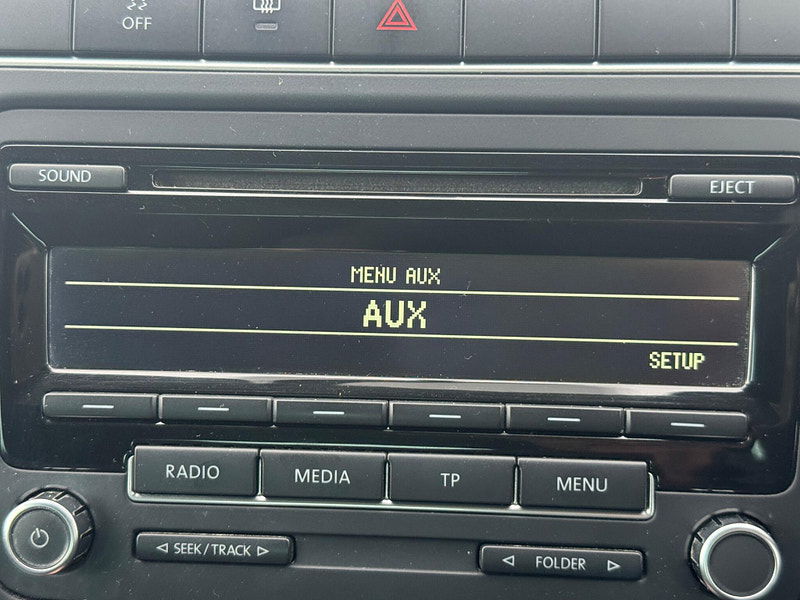 OFF
SOUND
EJECT
MENU AUX
AUX
SETUP
RADIO
MEDIA
TP
MENU
SEEK/TRACK
FOLDER